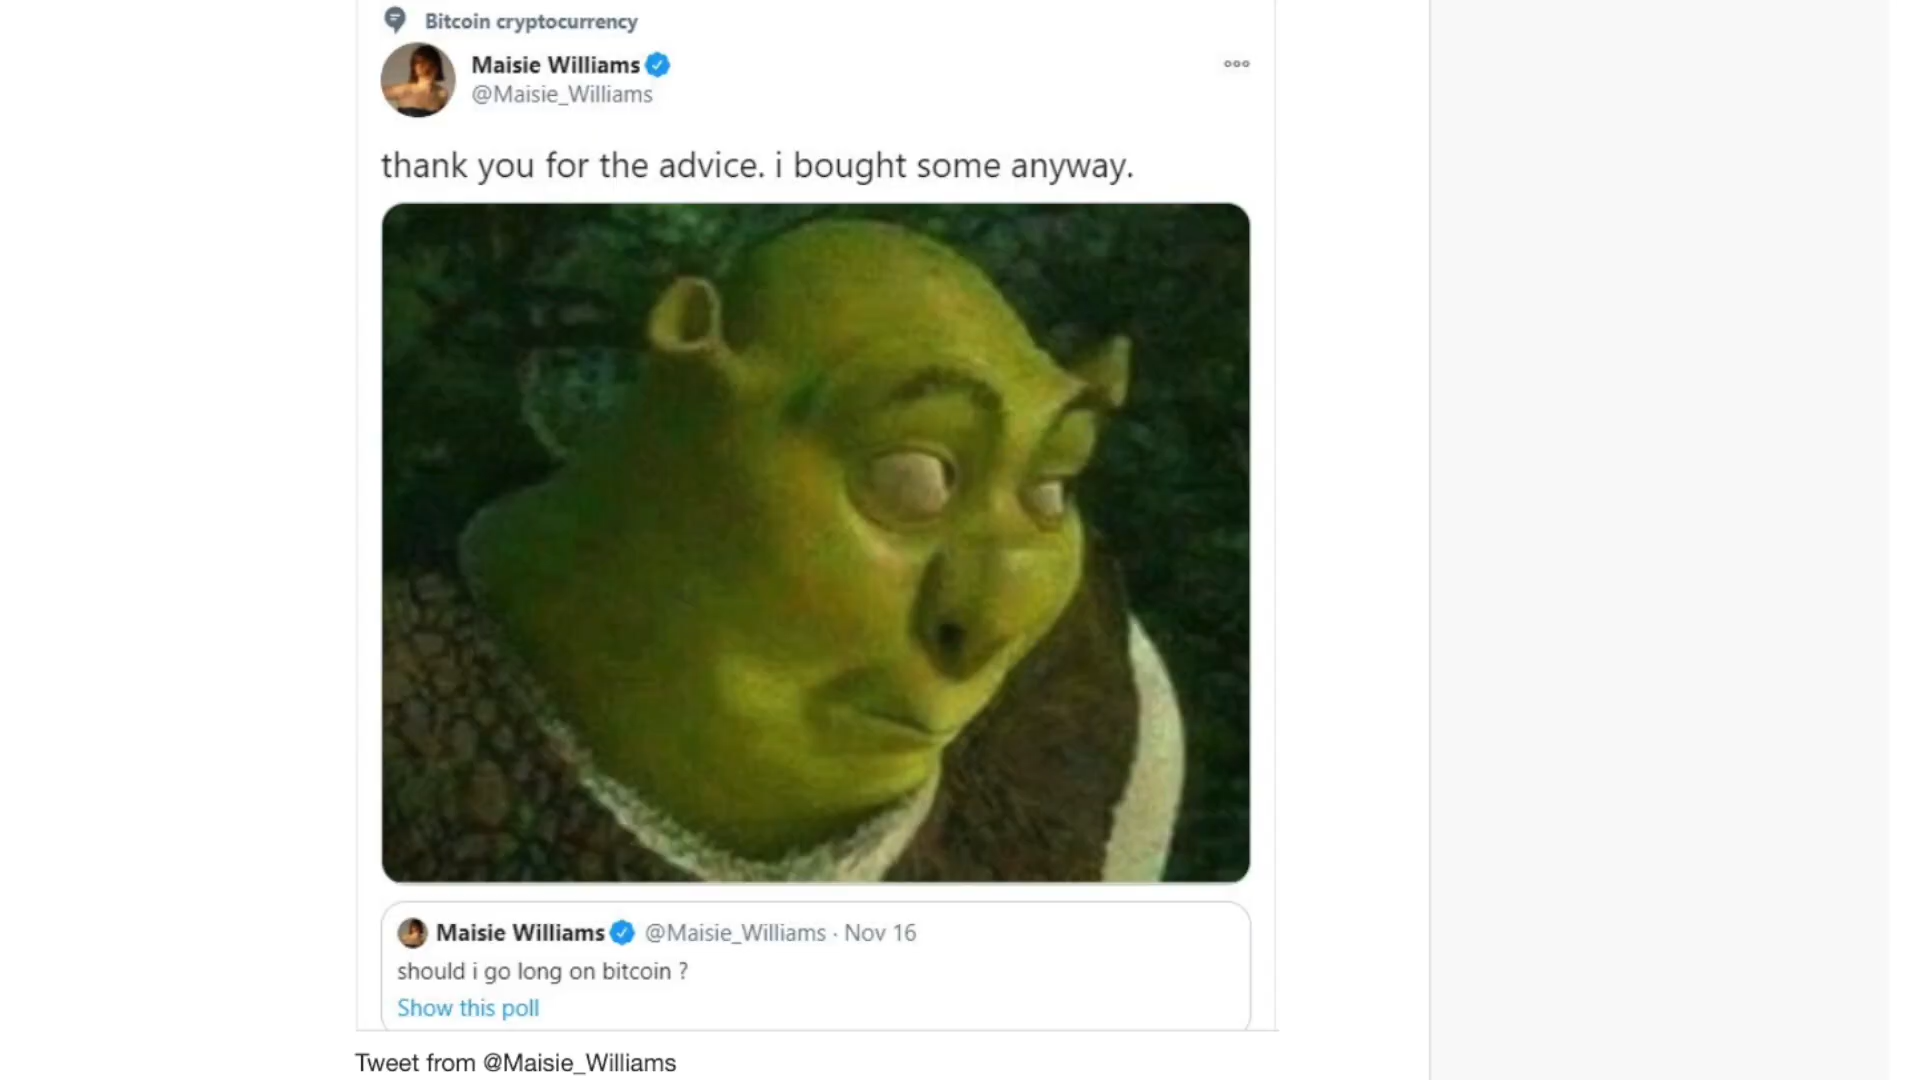 Bitcoin cryptocurrency
Maisie Williams
@Maisie_Williams
thank you for the advice. i bought some anyway.
Maisie Williams @Maisie_Williams · Nov 16
should i go long on bitcoin ?
Show this poll
Tweet from @Maisie_Williams